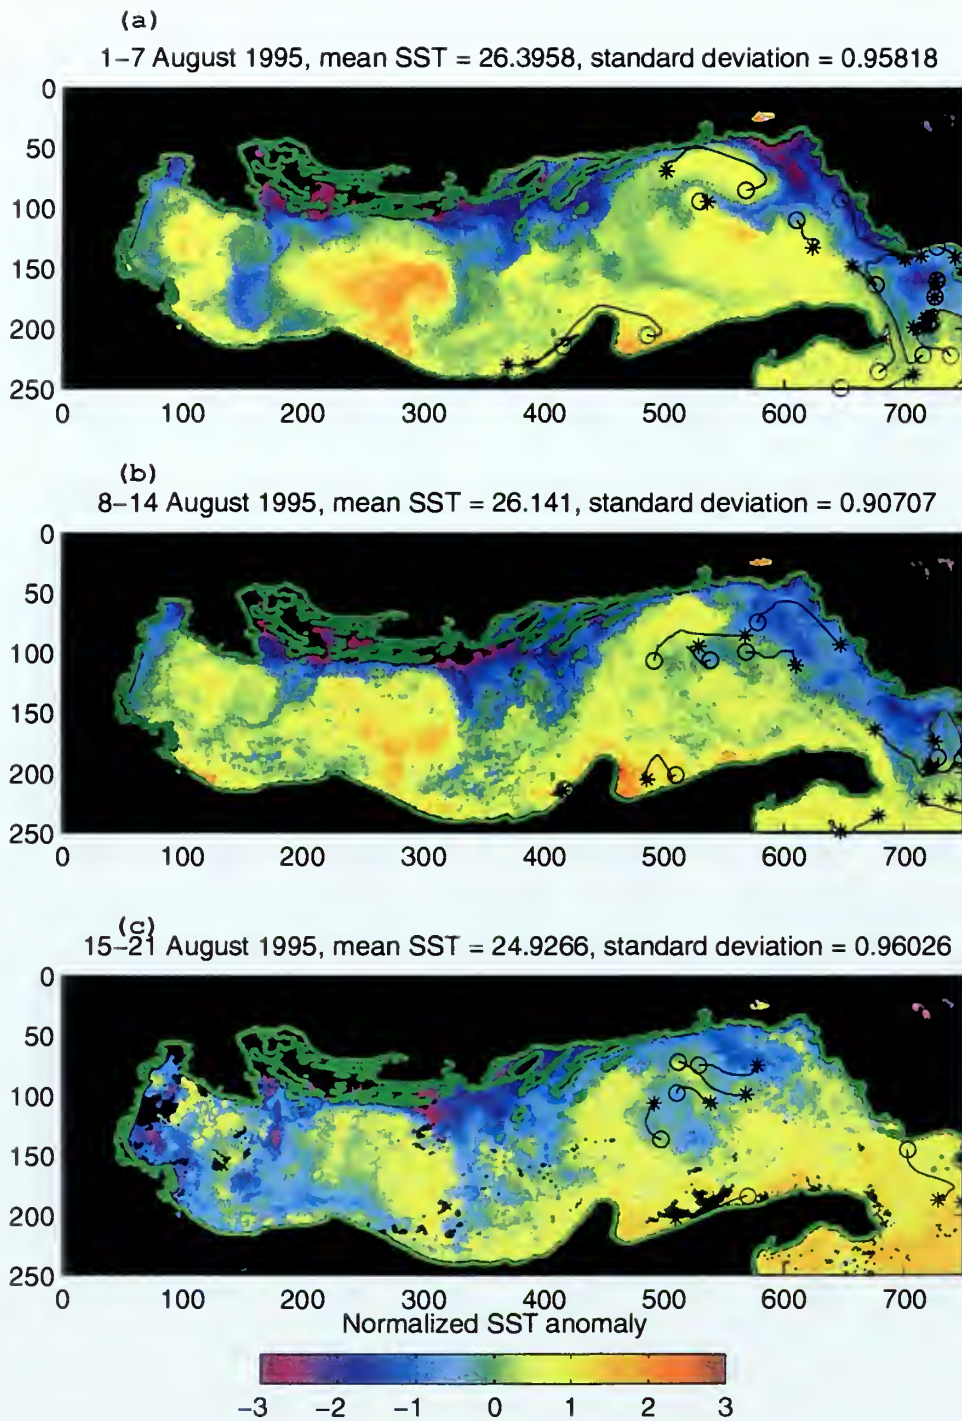 (a)
1–7 August 1995, mean SST = 26.3958, standard deviation = 0.95818
0
50
100
150
200
250
0 100 200 300 400 500 600 700
(b)
8–14 August 1995, mean SST = 26.141, standard deviation = 0.90707
0
50
100
150
200
250
0 100 200 300 400 500 600 700
(c)
15–21 August 1995, mean SST = 24.9266, standard deviation = 0.96026
0
50
100
150
200
250
0 100 200 300 400 500 600 700
Normalized SST anomaly
−3 −2 −1 0 1 2 3